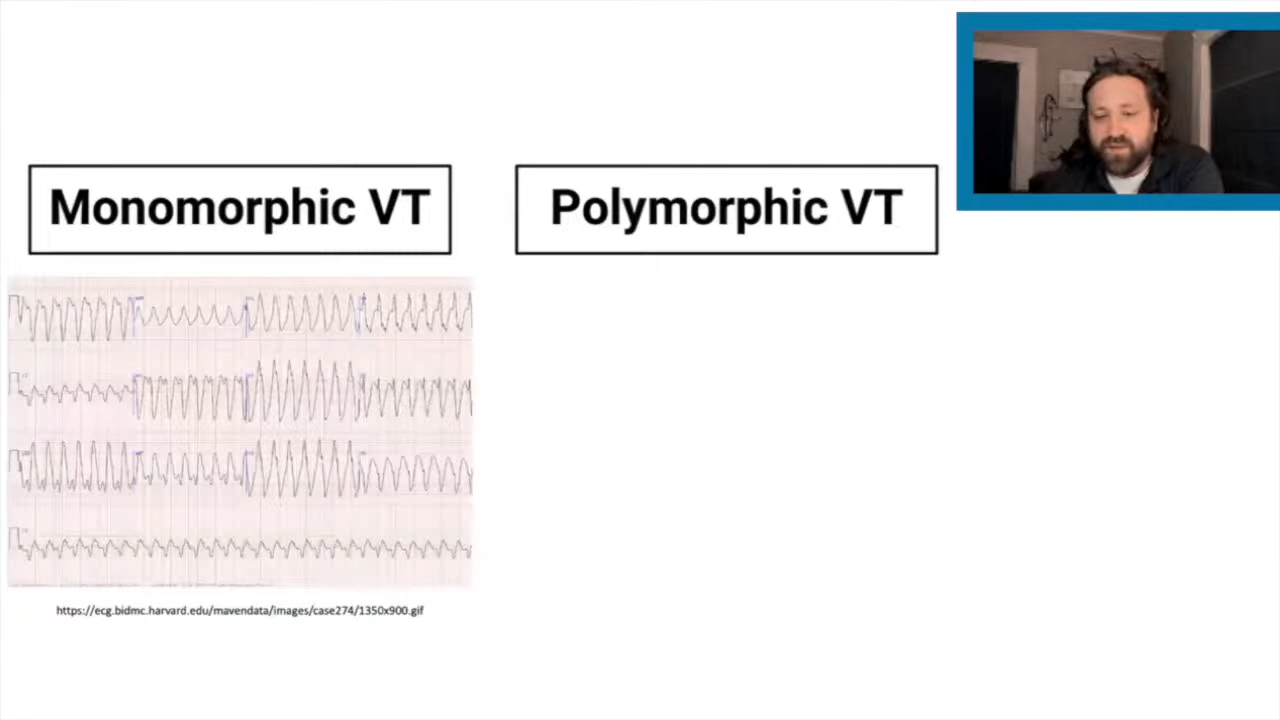 Monomorphic VT
Polymorphic VT
https://ecg.bidmc.harvard.edu/mavendata/images/case274/1350x900.gif